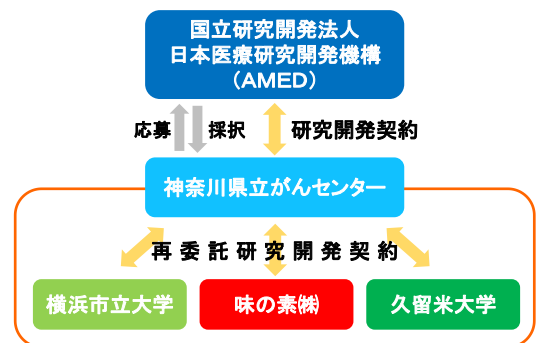 国立研究開発法人
日本医療研究開発機構
（ＡＭＥＤ）
応募 採択 研究開発契約
神奈川県立がんセンター
再委託研究開発契約
横浜市立大学 味の素㈱ 久留米大学